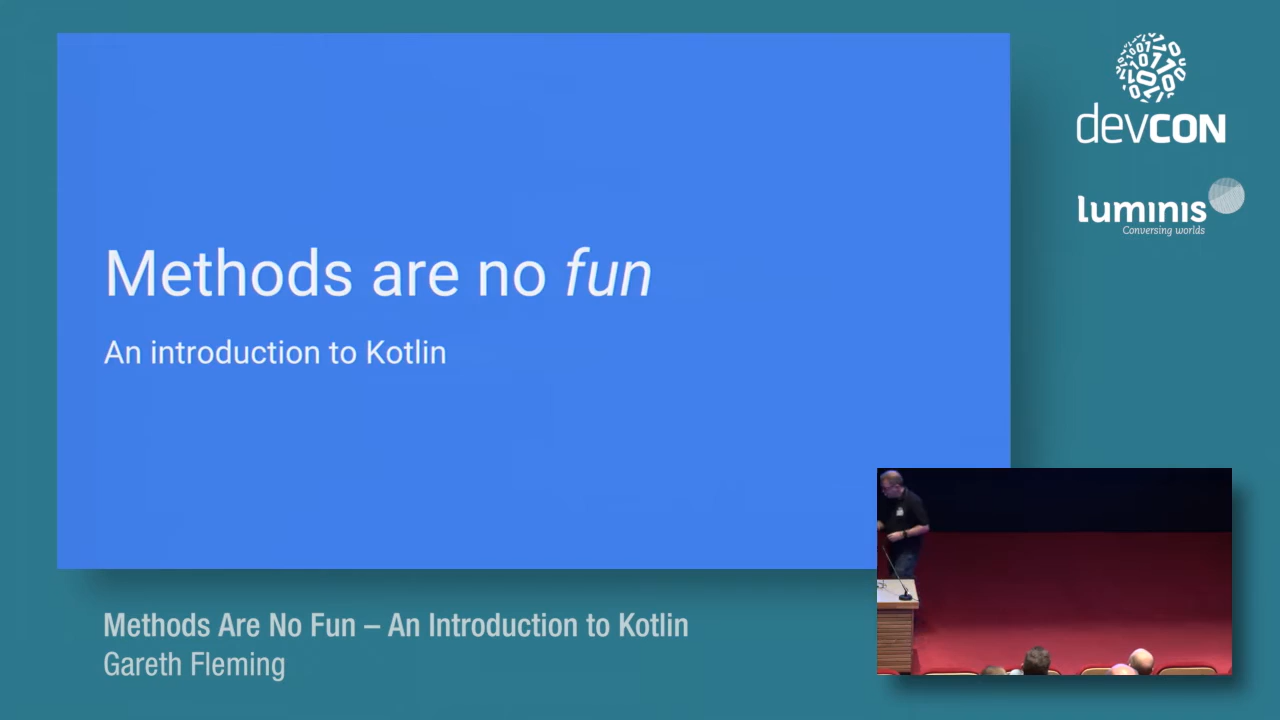 Methods are no fun
An introduction to Kotlin
devCON
luminis
Conversing worlds
Methods Are No Fun – An Introduction to Kotlin
Gareth Fleming